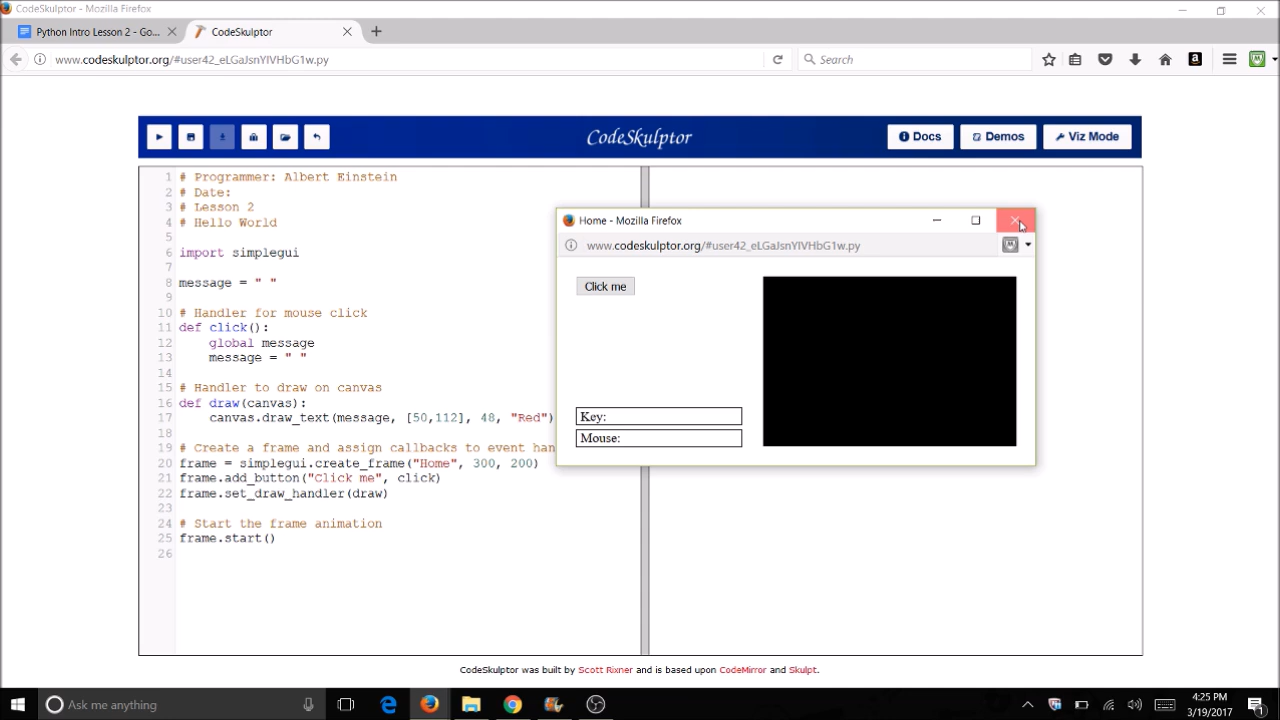 CodeSkulptor - Mozilla Firefox
Python Intro Lesson 2 - Go...
CodeSkulptor
www.codeskulptor.org/#user42_eLGaJsnYIVHbG1w.py
Search
CodeSkulptor
Docs
Demos
Viz Mode
1 # Programmer: Albert Einstein
2 # Date:
3 # Lesson 2
4 # Hello World
5
6 import simplegui
7
8 message = " "
9
10 # Handler for mouse click
11 def click():
12 global message
13 message = " "
14
15 # Handler to draw on canvas
16 def draw(canvas):
17 canvas.draw_text(message, [50,112], 48, "Red")
18
19 # Create a frame and assign callbacks to event han
20 frame = simplegui.create_frame("Home", 300, 200)
21 frame.add_button("Click me", click)
22 frame.set_draw_handler(draw)
23
24 # Start the frame animation
25 frame.start()
26
Home - Mozilla Firefox
www.codeskulptor.org/#user42_eLGaJsnYIVHbG1w.py
Click me
Key:
Mouse:
CodeSkulptor was built by Scott Rixner and is based upon CodeMirror and Skulpt.
Ask me anything
4:25 PM
3/19/2017